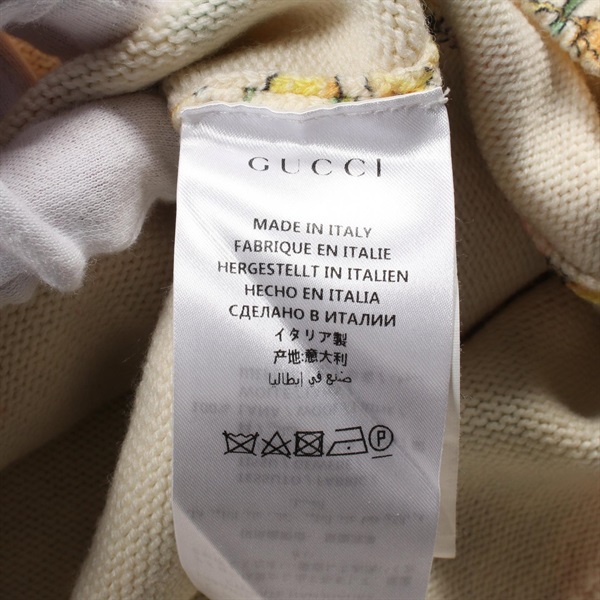 GUCCI
MADE IN ITALY
FABRIQUE EN ITALIE
HERGESTELLT IN ITALIEN
HECHO EN ITALIA
СДЕЛАНО В ИТАЛИИ
イタリア製
产地:意大利
صنع في إيطاليا
P